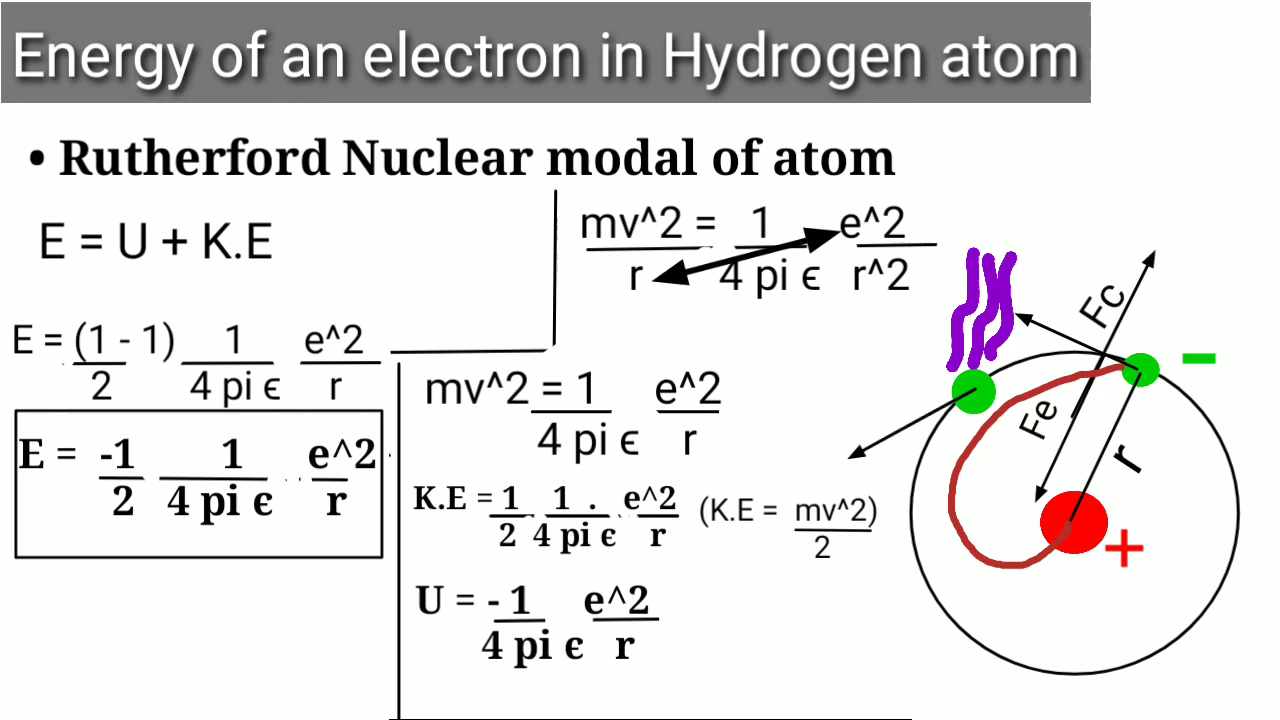 Energy of an electron in Hydrogen atom
• Rutherford Nuclear modal of atom
E = U + K.E
E = (1 - 1) 1 e^2
2 4 pi ϵ r
E = -1 1 e^2
2 4 pi ϵ r
mv^2 = 1 e^2
r 4 pi ϵ r^2
mv^2 = 1 e^2
4 pi ϵ r
K.E = 1 1 . e^2 (K.E = mv^2)
2 4 pi ϵ r 2
U = - 1 e^2
4 pi ϵ r
Fc
Fe
r
-
+